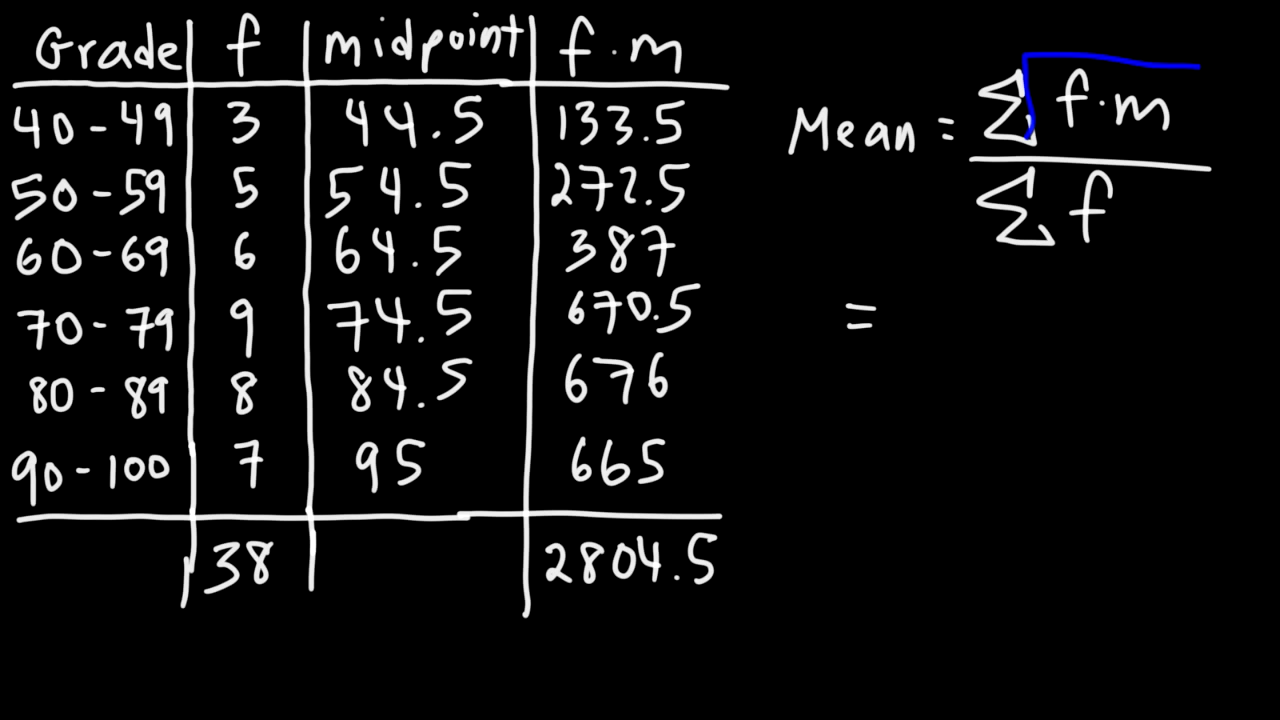 Grade f midpoint f·m
40-49 3 44.5 133.5
50-59 5 54.5 272.5
60-69 6 64.5 387
70-79 9 74.5 670.5
80-89 8 84.5 676
90-100 7 95 665
38 2804.5
Mean = ∑√f·m / ∑f
=